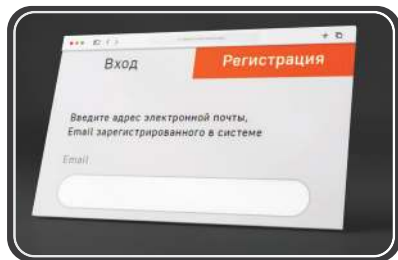 Вход
Регистрация
Введите адрес электронной почты,
Email зарегистрированного в системе
Email